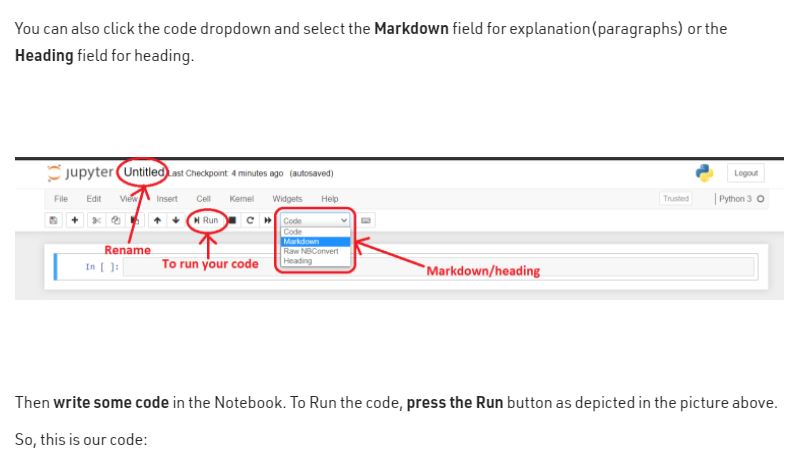 You can also click the code dropdown and select the Markdown field for explanation(paragraphs) or the
Heading field for heading.
jupyter Untitled Last Checkpoint: 4 minutes ago (autosaved)
Logout
File Edit View Insert Cell Kernel Widgets Help
Trusted
Python 3
Run
Code
Code
Markdown
Raw NBConvert
Heading
Rename
In [ ]:
To run your code
Markdown/heading
Then write some code in the Notebook. To Run the code, press the Run button as depicted in the picture above.
So, this is our code: